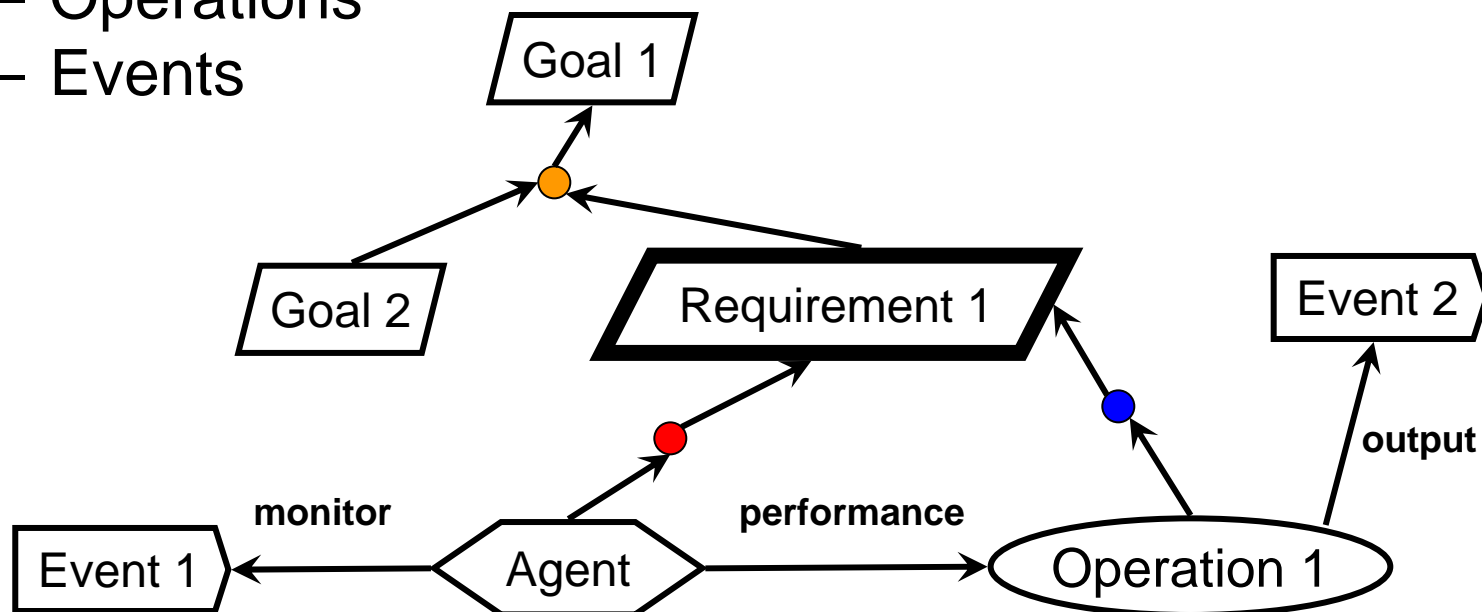 – Operations
– Events
Goal 1
Goal 2
Requirement 1
Event 2
output
monitor
performance
Event 1
Agent
Operation 1